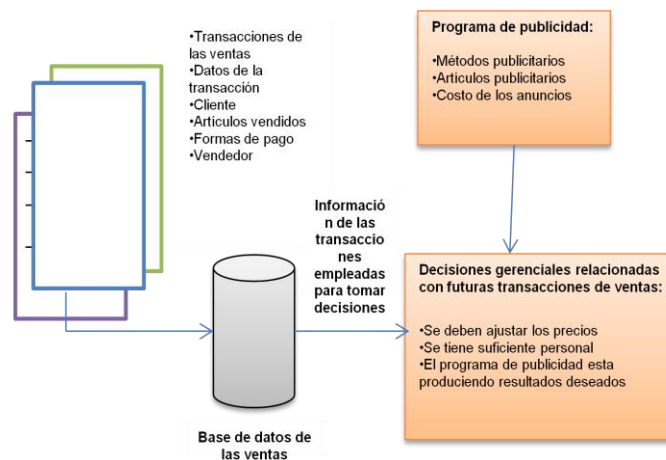 •Transacciones de
las ventas
•Datos de la
transacción
•Cliente
•Articulos vendidos
•Formas de pago
•Vendedor
Programa de publicidad:
•Métodos publicitarios
•Articulos publicitarios
•Costo de los anuncios
Informació
n de las
transaccio
nes
empleadas
para tomar
decisiones
Decisiones gerenciales relacionadas
con futuras transacciones de ventas:
•Se deben ajustar los precios
•Se tiene suficiente personal
•El programa de publicidad esta
produciendo resultados deseados
Base de datos de
las ventas